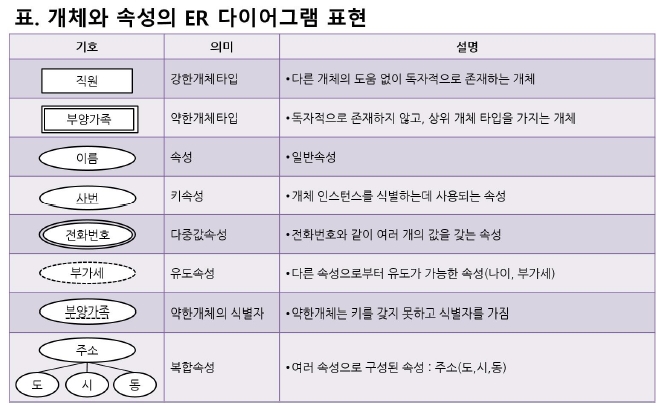 표. 개체와 속성의 ER 다이어그램 표현
기호 의미 설명
직원 강한개체타입 •다른 개체의 도움 없이 독자적으로 존재하는 개체
부양가족 약한개체타입 •독자적으로 존재하지 않고, 상위 개체 타입을 가지는 개체
이름 속성 •일반속성
사번 키속성 •개체 인스턴스를 식별하는데 사용되는 속성
전화번호 다중값속성 •전화번호와 같이 여러 개의 값을 갖는 속성
부가세 유도속성 •다른 속성으로부터 유도가 가능한 속성(나이, 부가세)
부양가족 약한개체의 식별자 •약한개체는 키를 갖지 못하고 식별자를 가짐
주소
복합속성 •여러 속성으로 구성된 속성 : 주소(도,시,동)
도 시 동